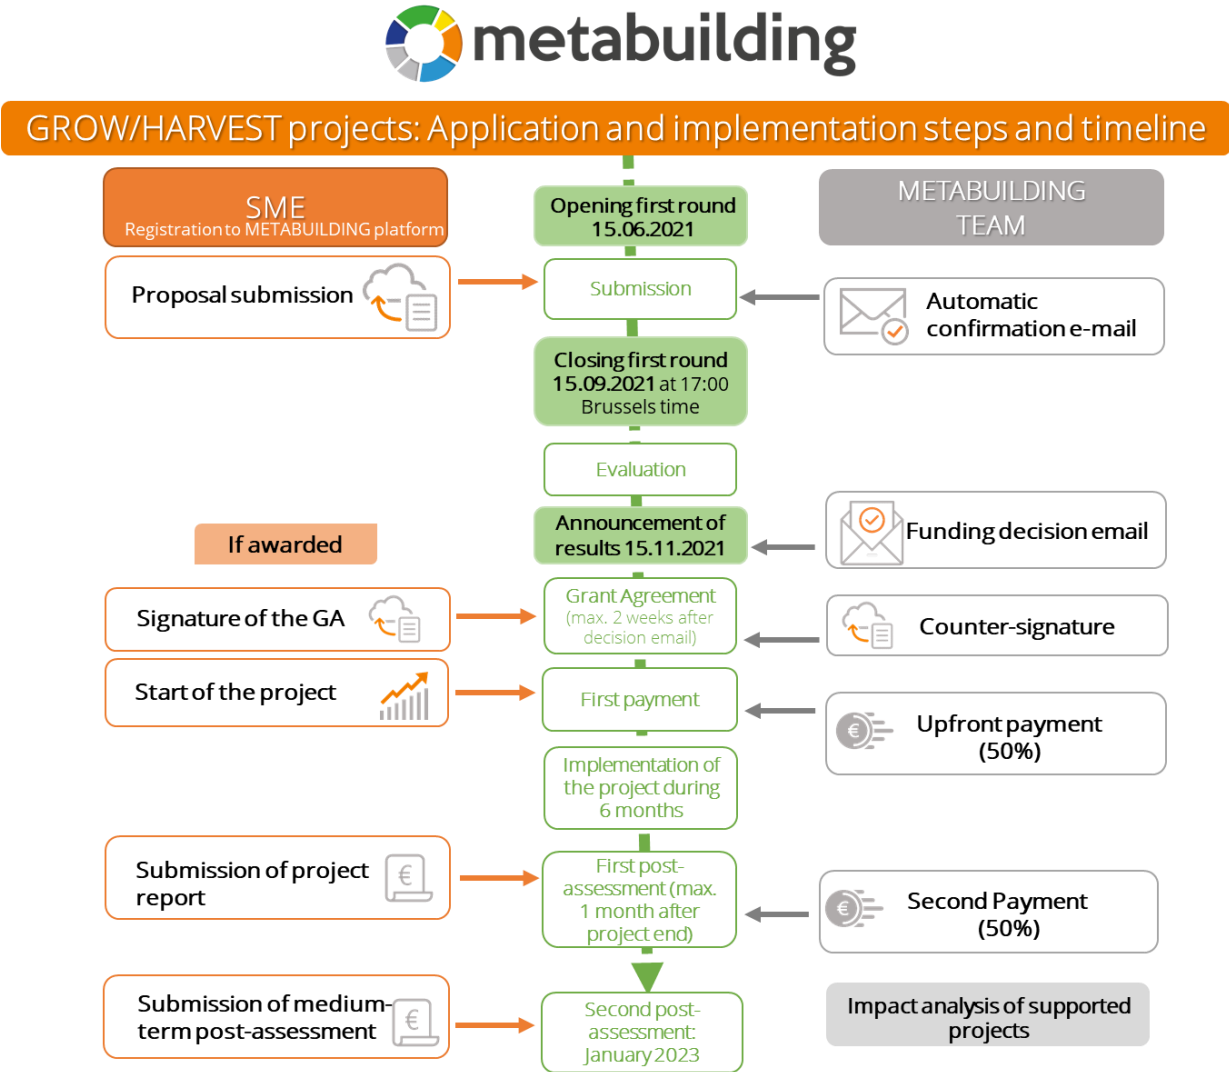 metabuilding
GROW/HARVEST projects: Application and implementation steps and timeline
SME
Registration to METABUILDING platform
Opening first round
15.06.2021
METABUILDING
TEAM
Proposal submission
Submission
Automatic
confirmation e-mail
Closing first round
15.09.2021 at 17:00
Brussels time
Evaluation
If awarded
Announcement of
results 15.11.2021
Funding decision email
Signature of the GA
Grant Agreement
(max. 2 weeks after
decision email)
Counter-signature
Start of the project
First payment
€
Upfront payment
(50%)
Implementation of
the project during
6 months
Submission of project
report
€
First post-
assessment (max.
1 month after
project end)
€
Second Payment
(50%)
Submission of medium-
term post-assessment
€
Second post-
assessment:
January 2023
Impact analysis of supported
projects